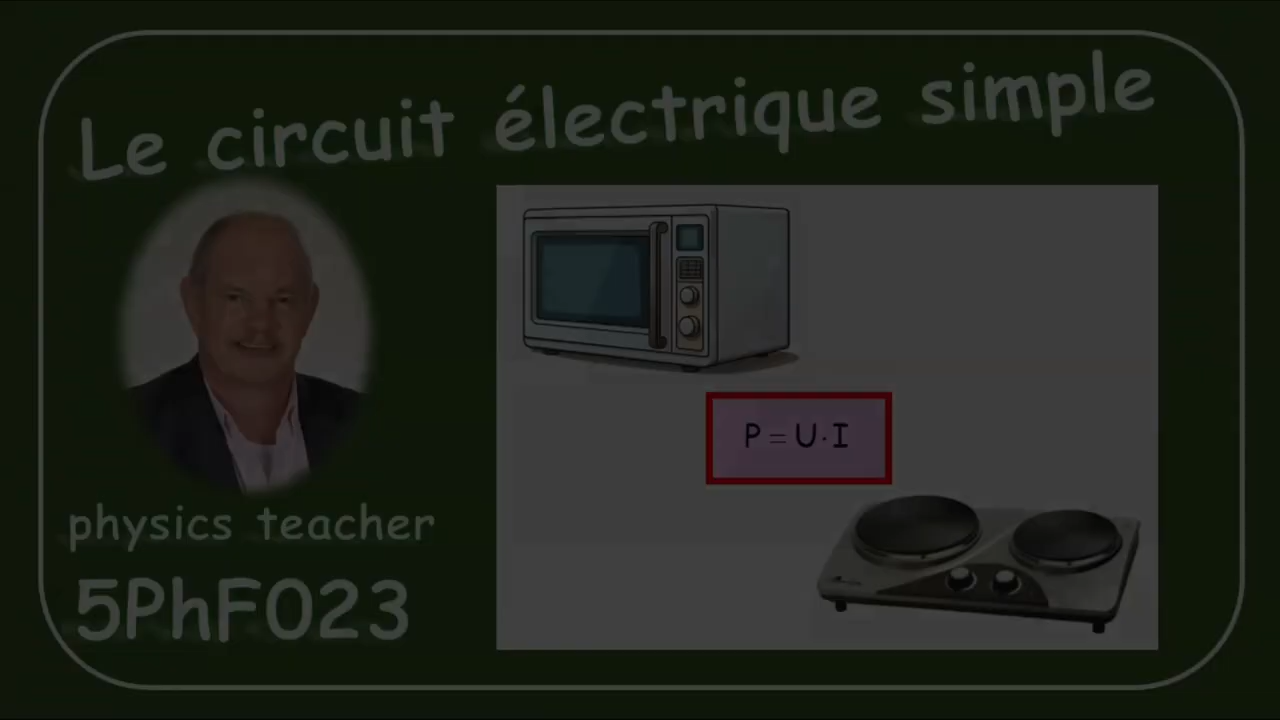 Le circuit électrique simple
P = U · I
physics teacher
5PhF023